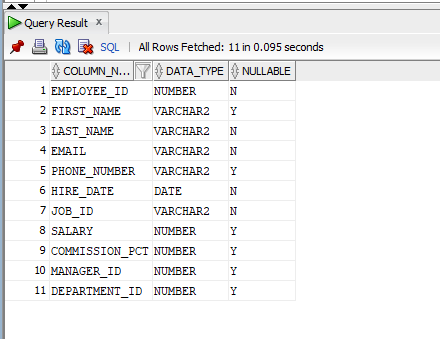 Query Result x
SQL | All Rows Fetched: 11 in 0.095 seconds
COLUMN_N... DATA_TYPE NULLABLE
1 EMPLOYEE_ID NUMBER N
2 FIRST_NAME VARCHAR2 Y
3 LAST_NAME VARCHAR2 N
4 EMAIL VARCHAR2 N
5 PHONE_NUMBER VARCHAR2 Y
6 HIRE_DATE DATE N
7 JOB_ID VARCHAR2 N
8 SALARY NUMBER Y
9 COMMISSION_PCT NUMBER Y
10 MANAGER_ID NUMBER Y
11 DEPARTMENT_ID NUMBER Y